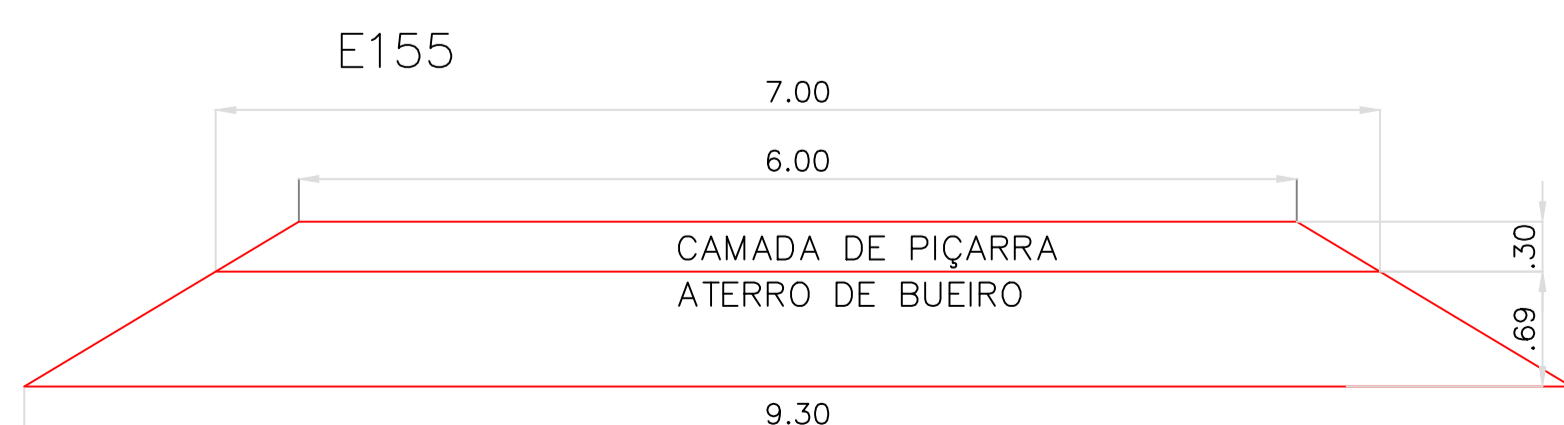 E155
7.00
6.00
CAMADA DE PIÇARRA
.30
ATERRO DE BUEIRO
.69
9.30